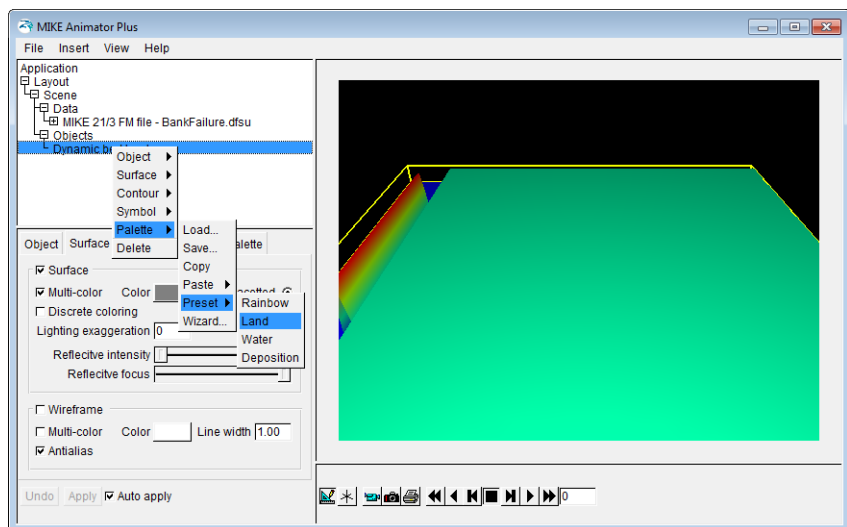 MIKE Animator Plus
File Insert View Help
Application
Layout
Scene
Data
MIKE 21/3 FM file - BankFailure.dfsu
Objects
Dynamic
Object
Surface
Contour
Symbol
Palette
Delete
Load...
Save...
Copy
Paste
Preset
Wizard...
Rainbow
Land
Water
Deposition
Object Surface
Surface
Multi-color Color
Discrete coloring
Lighting exaggeration 0
Reflecitve intensity
Reflecitve focus
Wireframe
Multi-color Color Line width 1.00
Antialias
Undo Apply Auto apply
0